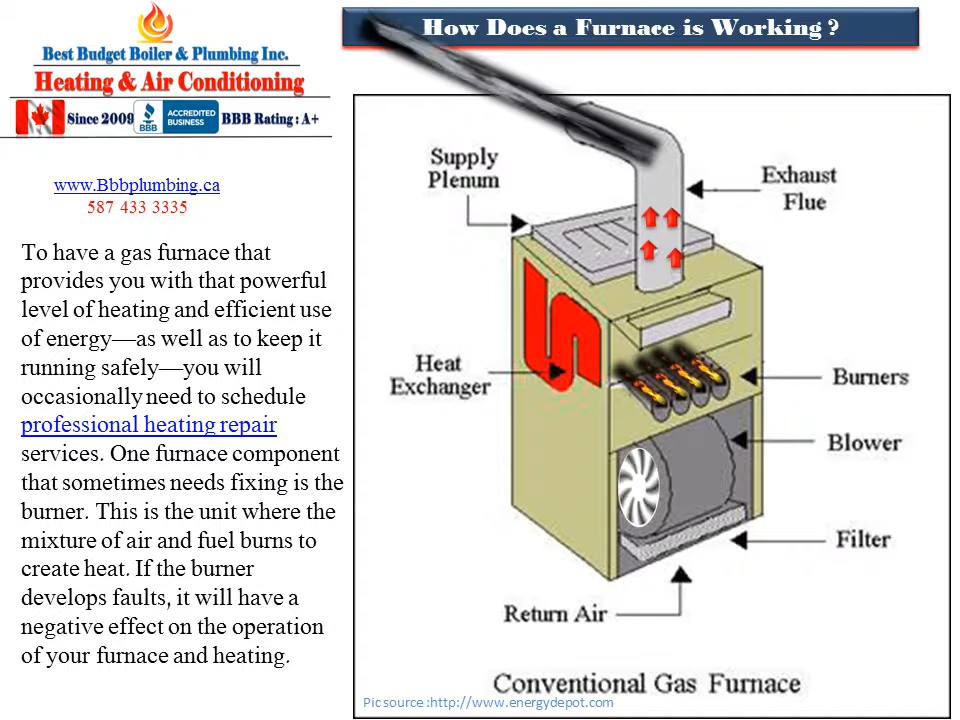 Best Budget Boiler & Plumbing Inc.
Heating & Air Conditioning
Since 2009
BBB
ACCREDITED
BUSINESS
BBB Rating : A+
www.Bbbplumbing.ca
587 433 3335
To have a gas furnace that
provides you with that powerful
level of heating and efficient use
of energy—as well as to keep it
running safely—you will
occasionally need to schedule
professional heating repair
services. One furnace component
that sometimes needs fixing is the
burner. This is the unit where the
mixture of air and fuel burns to
create heat. If the burner
develops faults, it will have a
negative effect on the operation
of your furnace and heating.
How Does a Furnace is Working ?
Supply
Plenum
Exhaust
Flue
Heat
Exchanger
Burners
Blower
Filter
Return Air
Conventional Gas Furnace
Pic source :http://www.energydepot.com